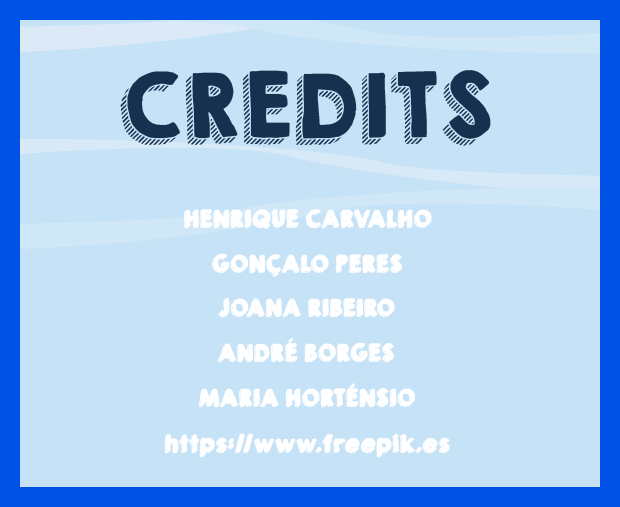 CREDITS
HENRIQUE CARVALHO
GONÇALO PERES
JOANA RIBEIRO
ANDRÉ BORGES
MARIA HORTÉNSIO
https://www.freepik.es